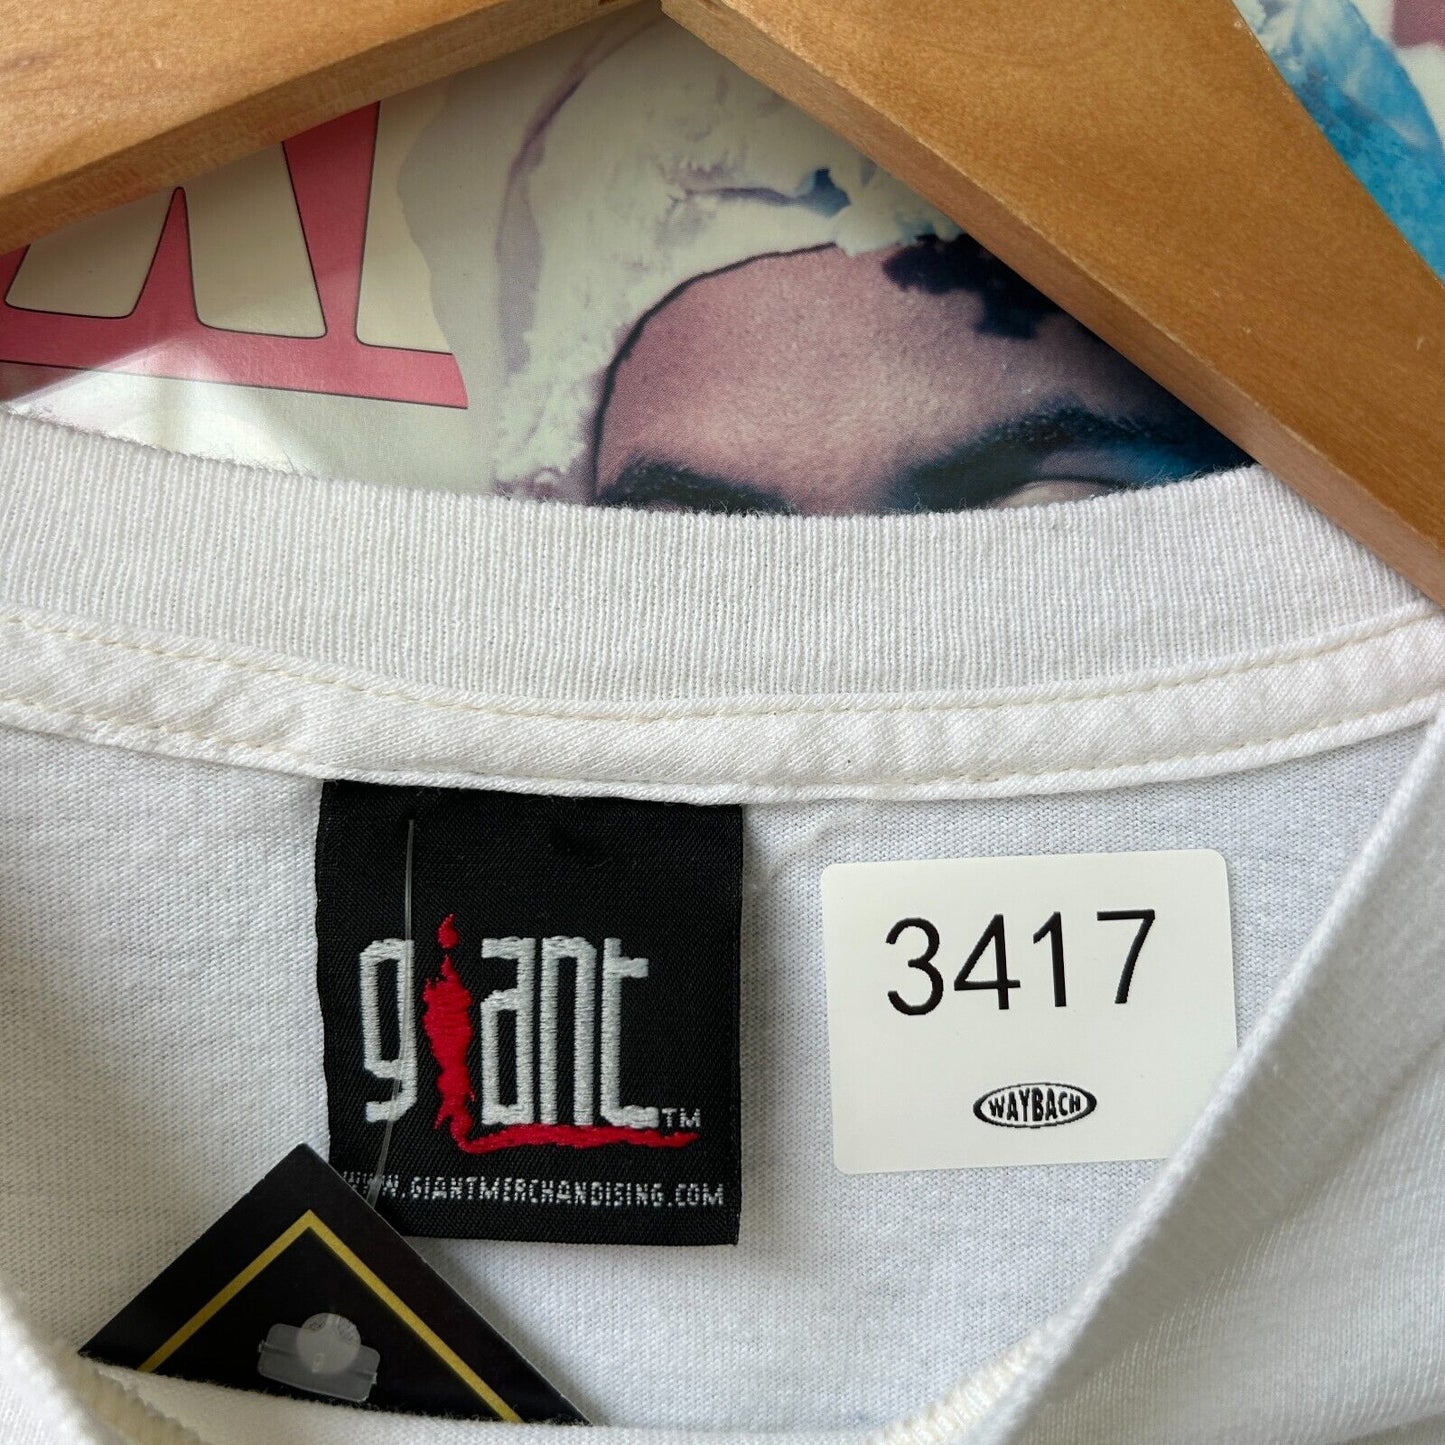 giant™
WWW.GIANTMERCHANDISING.COM
3417
WAYBACH